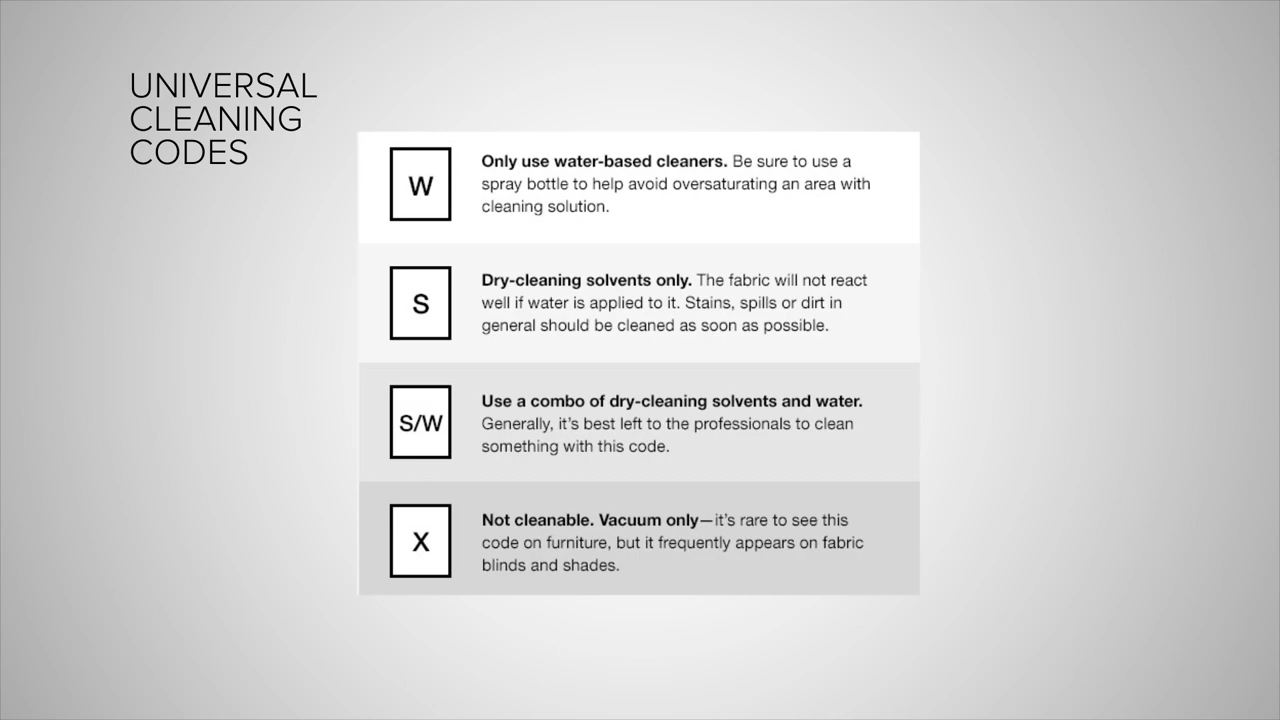 UNIVERSAL
CLEANING
CODES
W
Only use water-based cleaners. Be sure to use a
spray bottle to help avoid oversaturating an area with
cleaning solution.
S
Dry-cleaning solvents only. The fabric will not react
well if water is applied to it. Stains, spills or dirt in
general should be cleaned as soon as possible.
S/W
Use a combo of dry-cleaning solvents and water.
Generally, it's best left to the professionals to clean
something with this code.
X
Not cleanable. Vacuum only—it's rare to see this
code on furniture, but it frequently appears on fabric
blinds and shades.